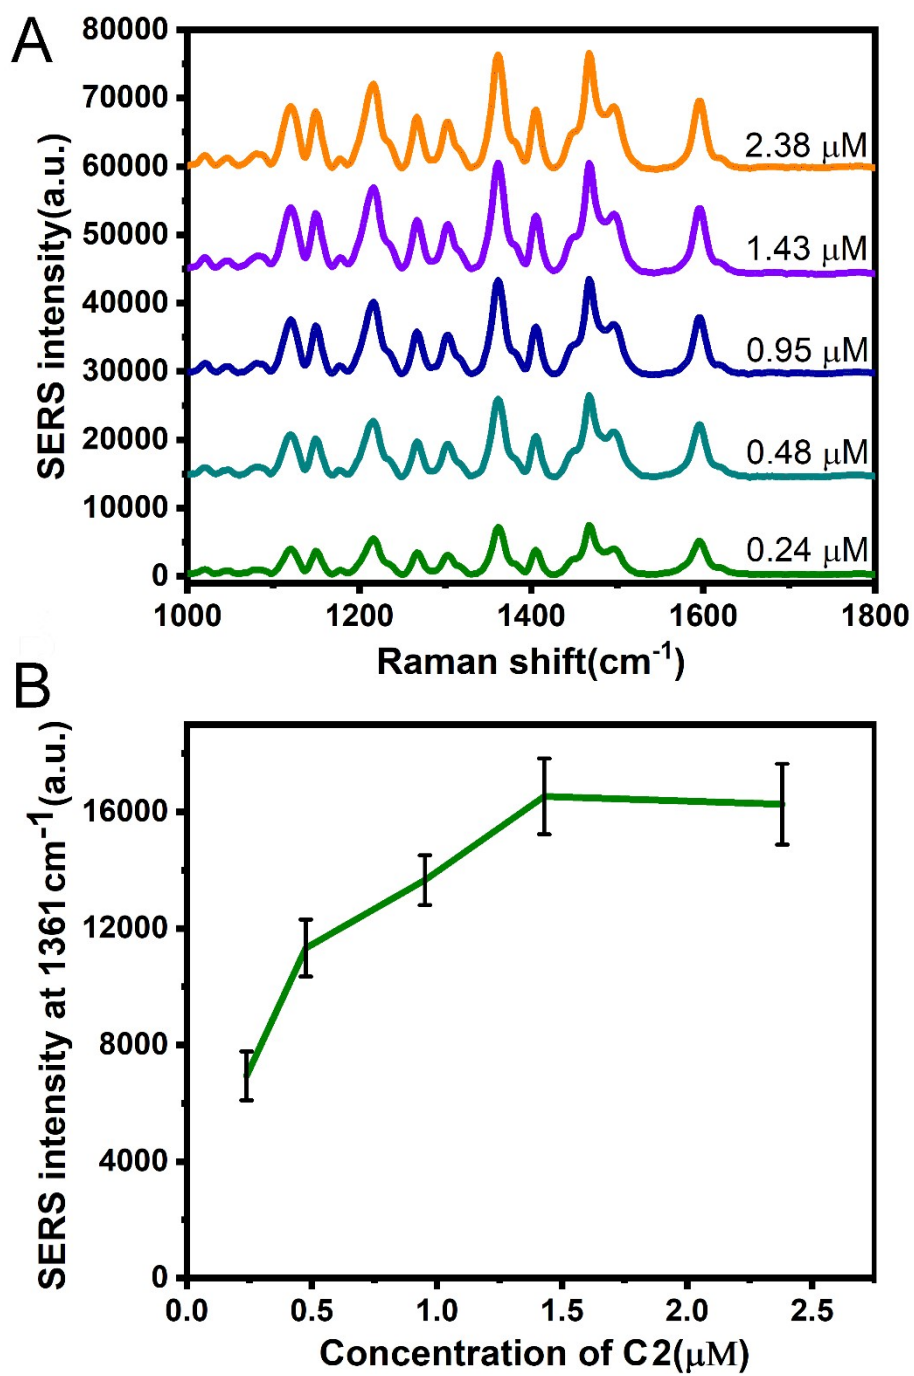 A
80000
70000
60000
50000
40000
30000
20000
10000
0
SERS intensity(a.u.)
2.38 μM
1.43 μM
0.95 μM
0.48 μM
0.24 μM
1000 1200 1400 1600 1800
Raman shift(cm⁻¹)
B
16000
12000
8000
4000
0
SERS intensity at 1361cm⁻¹(a.u.)
0.0 0.5 1.0 1.5 2.0 2.5
Concentration of C2(μM)